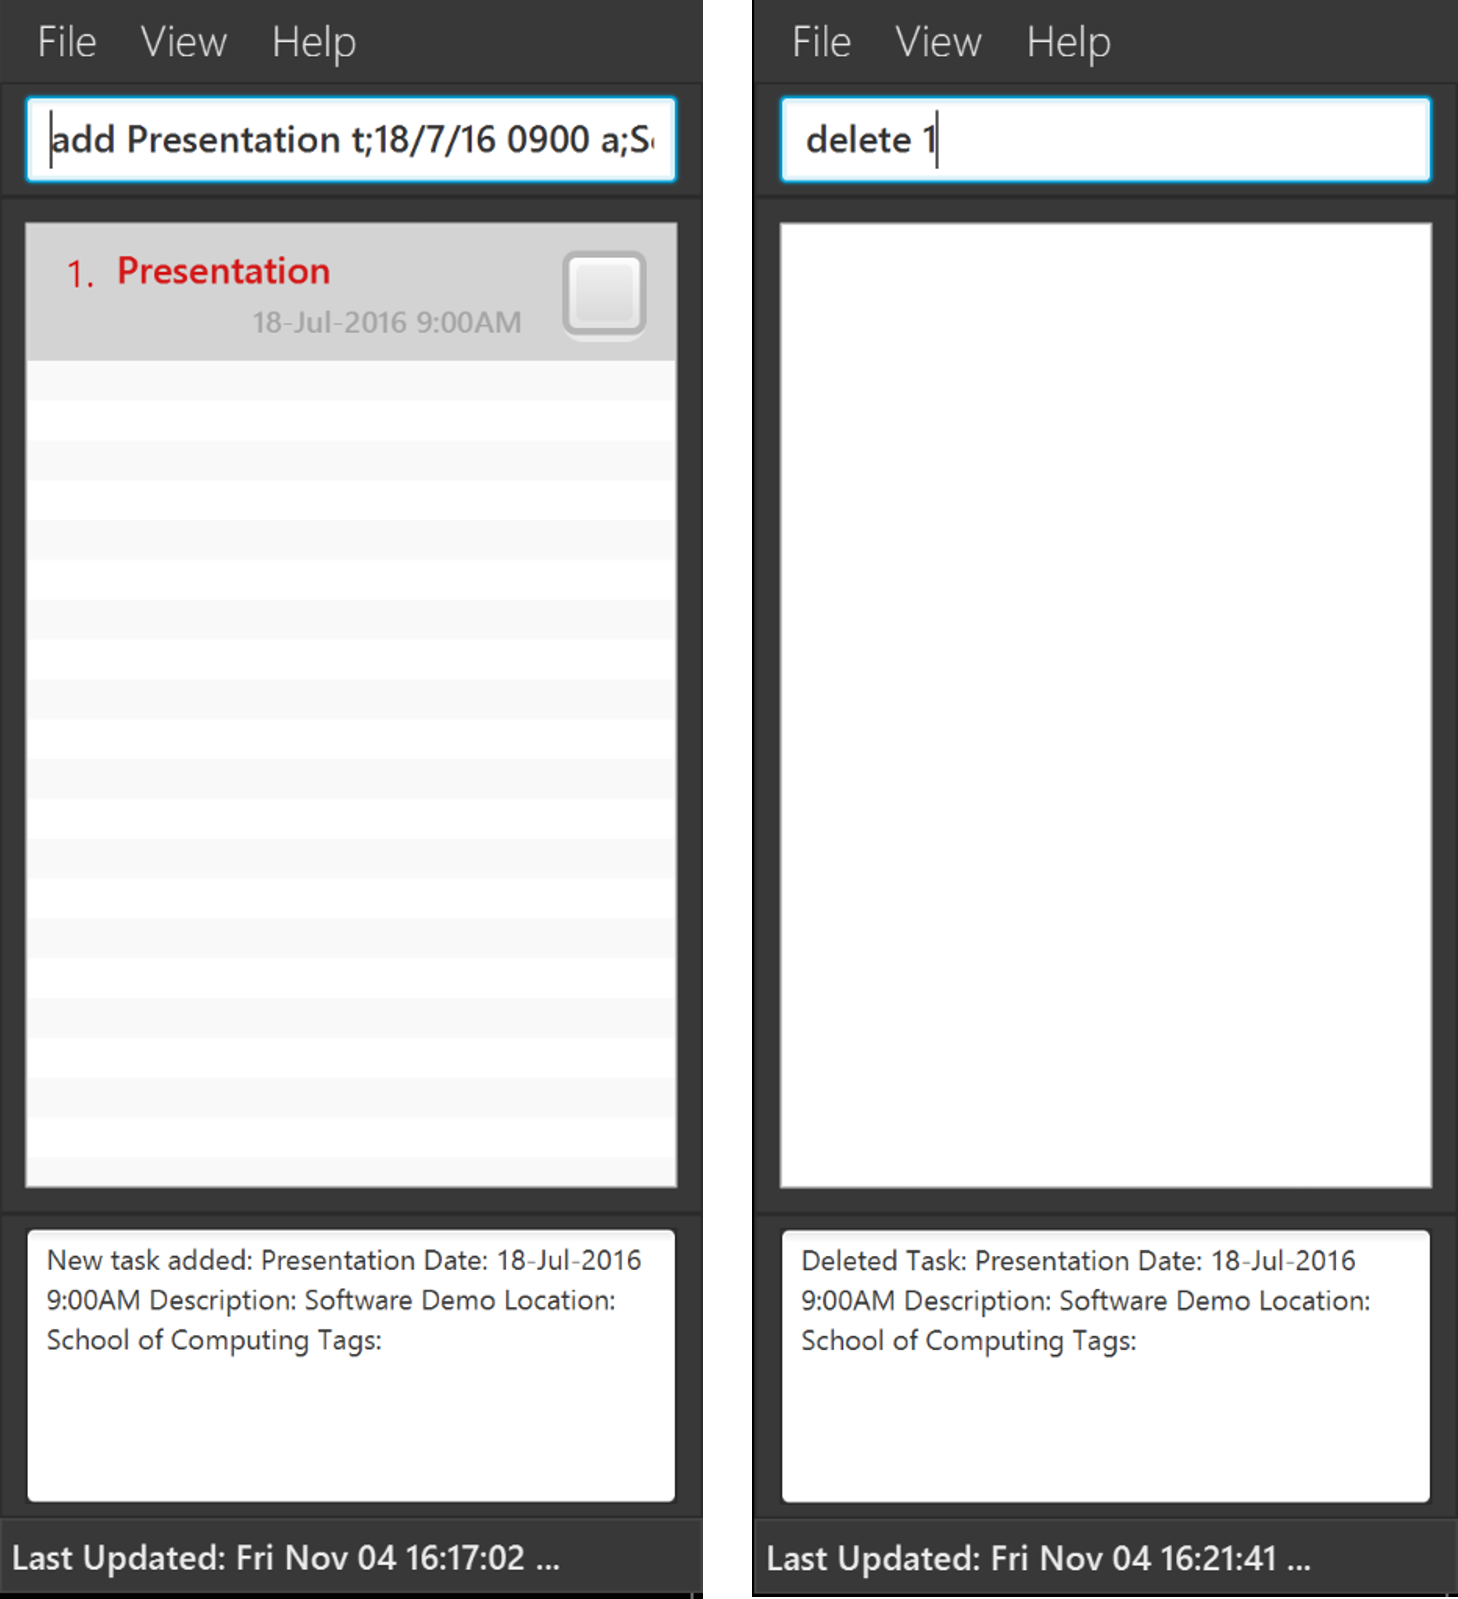 File View Help
add Presentation t;18/7/16 0900 a;S
1. Presentation
18-Jul-2016 9:00AM
New task added: Presentation Date: 18-Jul-2016
9:00AM Description: Software Demo Location:
School of Computing Tags:
Last Updated: Fri Nov 04 16:17:02 ...
File View Help
delete 1
Deleted Task: Presentation Date: 18-Jul-2016
9:00AM Description: Software Demo Location:
School of Computing Tags:
Last Updated: Fri Nov 04 16:21:41 ...